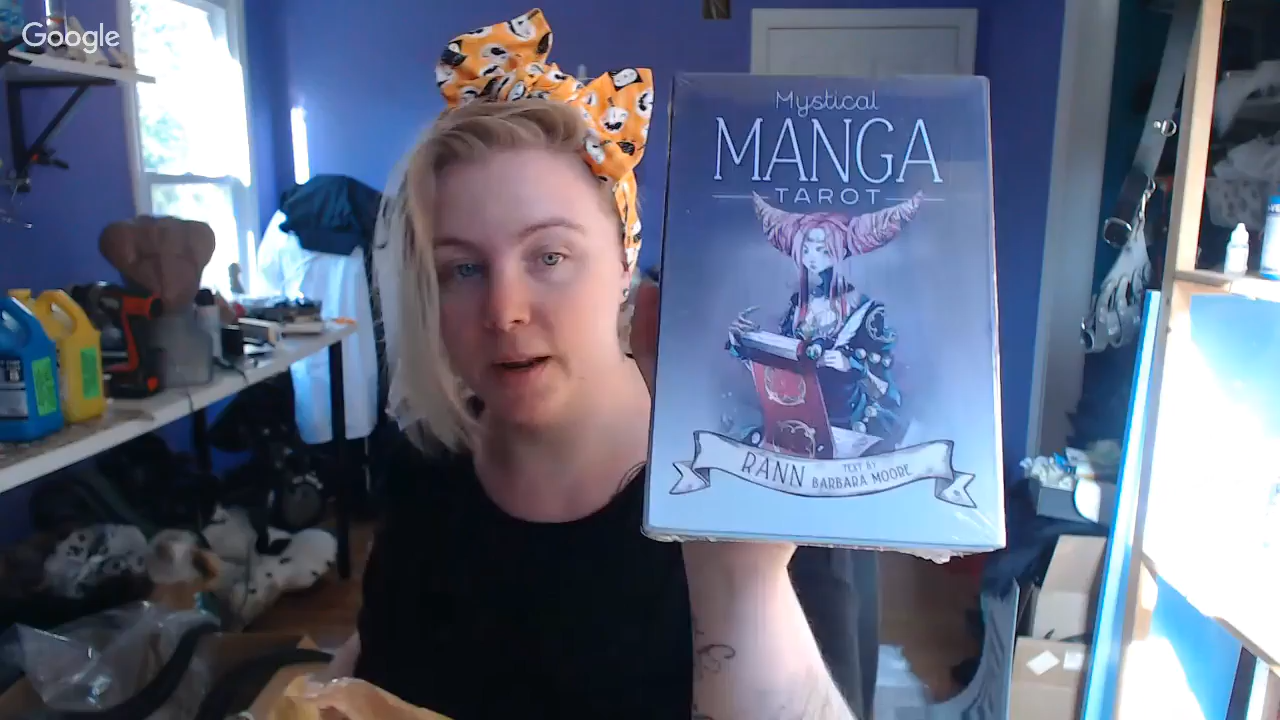 Google
Mystical
MANGA
TAROT
RANN
TEXT BY
BARBARA MOORE